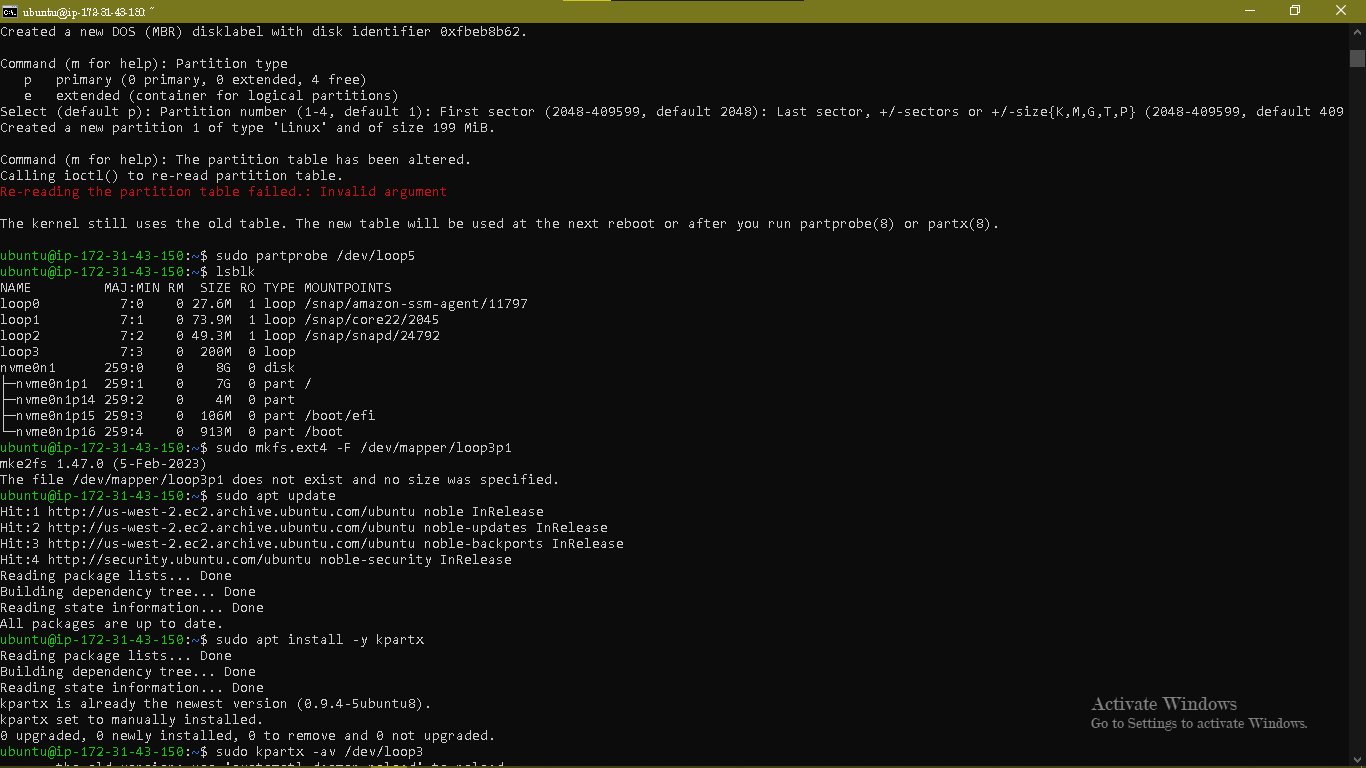 ubuntu@ip-172-31-43-150: ~
Created a new DOS (MBR) disklabel with disk identifier 0xfbeb8b62.
Command (m for help): Partition type
p   primary (0 primary, 0 extended, 4 free)
e   extended (container for logical partitions)
Select (default p): Partition number (1-4, default 1): First sector (2048-409599, default 2048): Last sector, +/-sectors or +/-size{K,M,G,T,P} (2048-409599, default 409
Created a new partition 1 of type 'Linux' and of size 199 MiB.
Command (m for help): The partition table has been altered.
Calling ioctl() to re-read partition table.
Re-reading the partition table failed.: Invalid argument
The kernel still uses the old table. The new table will be used at the next reboot or after you run partprobe(8) or partx(8).
ubuntu@ip-172-31-43-150:~$ sudo partprobe /dev/loop5
ubuntu@ip-172-31-43-150:~$ lsblk
NAME         MAJ:MIN RM  SIZE RO TYPE MOUNTPOINTS
loop0          7:0    0 27.6M  1 loop /snap/amazon-ssm-agent/11797
loop1          7:1    0 73.9M  1 loop /snap/core22/2045
loop2          7:2    0 49.3M  1 loop /snap/snapd/24792
loop3          7:3    0  200M  0 loop
nvme0n1      259:0    0    8G  0 disk
├─nvme0n1p1  259:1    0    7G  0 part /
├─nvme0n1p14 259:2    0    4M  0 part
├─nvme0n1p15 259:3    0  106M  0 part /boot/efi
└─nvme0n1p16 259:4    0  913M  0 part /boot
ubuntu@ip-172-31-43-150:~$ sudo mkfs.ext4 -F /dev/mapper/loop3p1
mke2fs 1.47.0 (5-Feb-2023)
The file /dev/mapper/loop3p1 does not exist and no size was specified.
ubuntu@ip-172-31-43-150:~$ sudo apt update
Hit:1 http://us-west-2.ec2.archive.ubuntu.com/ubuntu noble InRelease
Hit:2 http://us-west-2.ec2.archive.ubuntu.com/ubuntu noble-updates InRelease
Hit:3 http://us-west-2.ec2.archive.ubuntu.com/ubuntu noble-backports InRelease
Hit:4 http://security.ubuntu.com/ubuntu noble-security InRelease
Reading package lists... Done
Building dependency tree... Done
Reading state information... Done
All packages are up to date.
ubuntu@ip-172-31-43-150:~$ sudo apt install -y kpartx
Reading package lists... Done
Building dependency tree... Done
Reading state information... Done
kpartx is already the newest version (0.9.4-5ubuntu8).
kpartx set to manually installed.
0 upgraded, 0 newly installed, 0 to remove and 0 not upgraded.
ubuntu@ip-172-31-43-150:~$ sudo kpartx -av /dev/loop3
Activate Windows
Go to Settings to activate Windows.